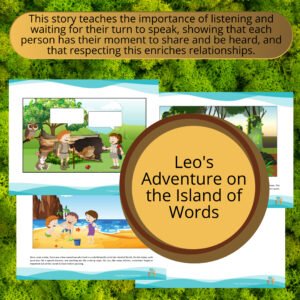 This story teaches the importance of listening and
waiting for their turn to speak, showing that each
person has their moment to share and be heard, and
that respecting this enriches relationships.
Leo's
Adventure on
the Island of
Words